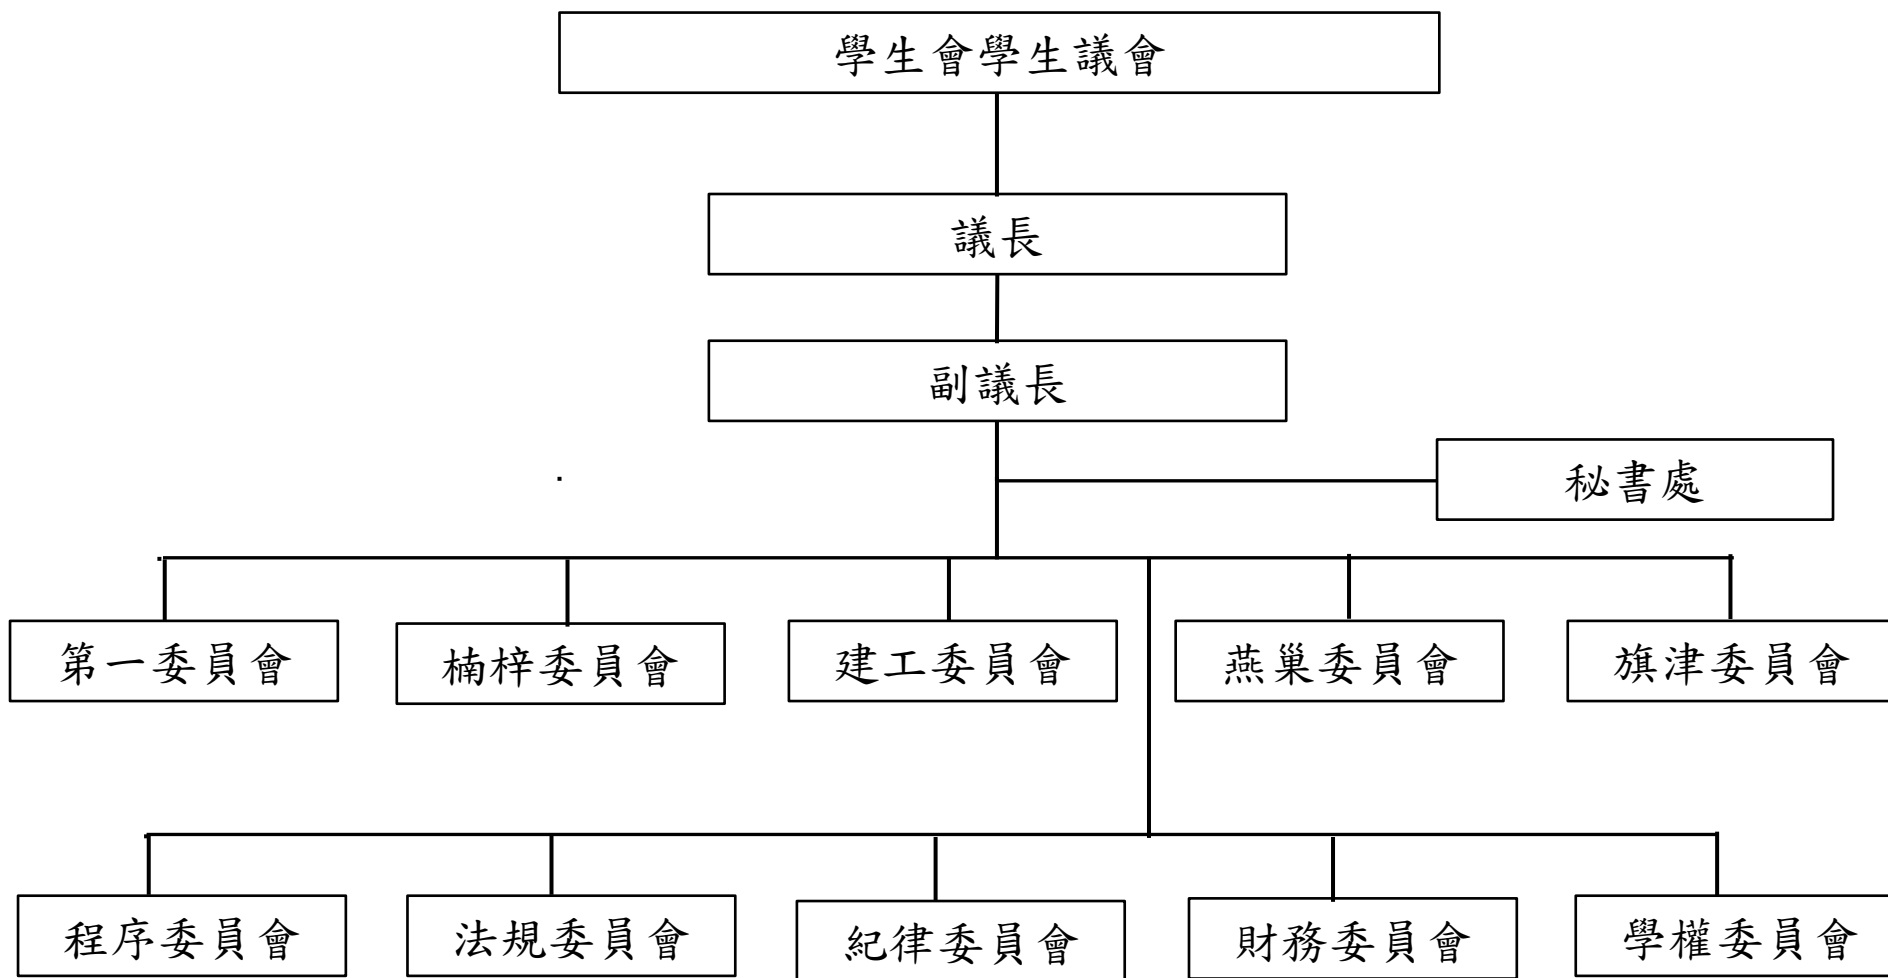 學生會學生議會
議長
副議長
秘書處
第一委員會
楠梓委員會
建工委員會
燕巢委員會
旗津委員會
程序委員會
法規委員會
紀律委員會
財務委員會
學權委員會